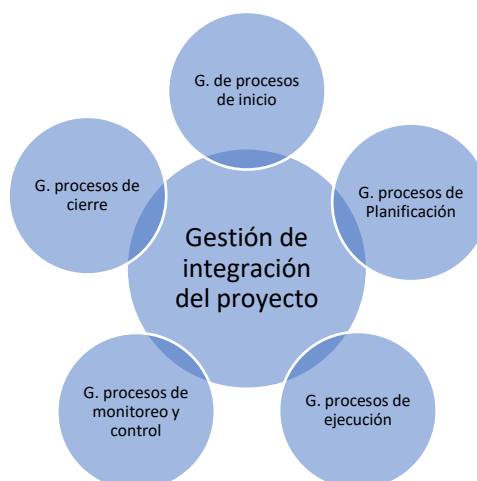 G. de procesos
de inicio
G. procesos de
Planificación
G. procesos de
ejecución
G. procesos de
monitoreo y
control
G. procesos de
cierre
Gestión de
integración
del proyecto